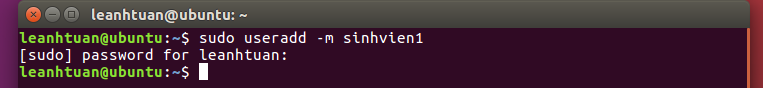 leanhtuan@ubuntu: ~
leanhtuan@ubuntu:~$ sudo useradd -m sinhvien1
[sudo] password for leanhtuan:
leanhtuan@ubuntu:~$